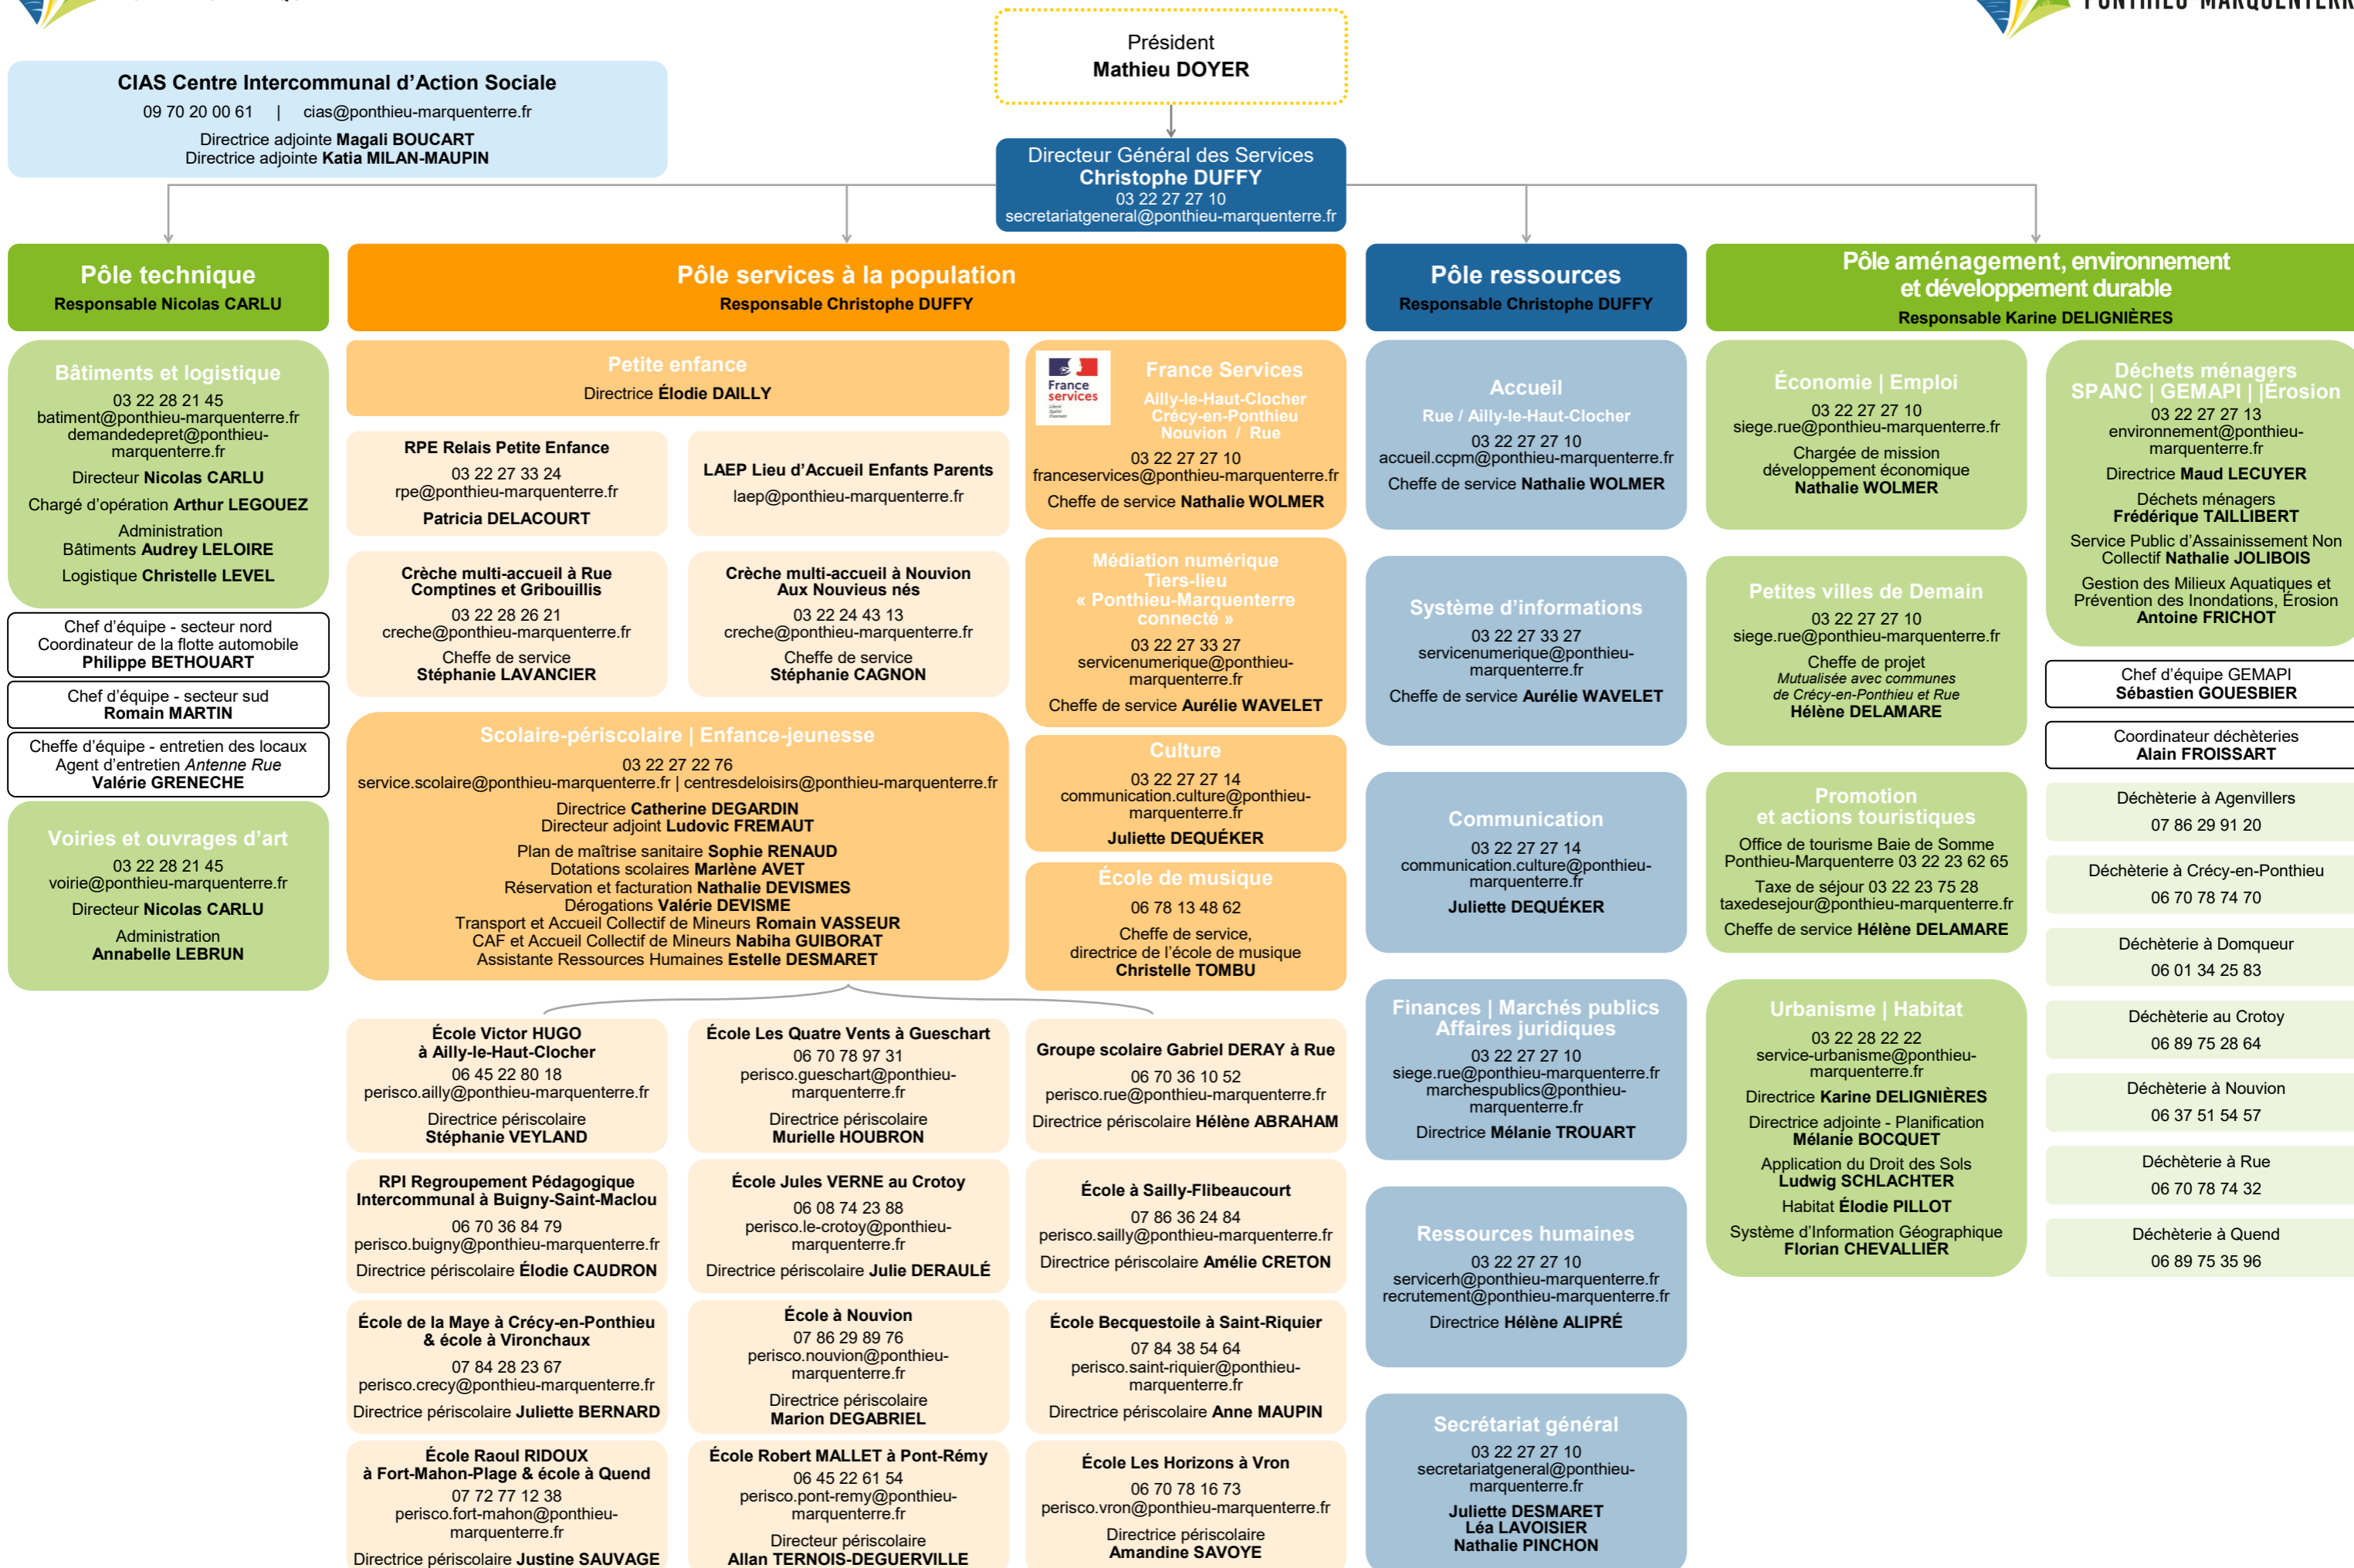 PONTHIEU-MARQUENTERRE
Président
Mathieu DOYER
CIAS Centre Intercommunal d’Action Sociale
09 70 20 00 61 | cias@ponthieu-marquenterre.fr
Directrice adjointe Magali BOUCART
Directrice adjointe Katia MILAN-MAUPIN
Directeur Général des Services
Christophe DUFFY
03 22 27 27 10
secretariatgeneral@ponthieu-marquenterre.fr
Pôle technique
Responsable Nicolas CARLU
Bâtiments et logistique
03 22 28 21 45
batiment@ponthieu-marquenterre.fr
demandedepret@ponthieu-
marquenterre.fr
Directeur Nicolas CARLU
Chargé d’opération Arthur LEGOUEZ
Administration
Bâtiments Audrey LELOIRE
Logistique Christelle LEVEL
Chef d’équipe - secteur nord
Coordinateur de la flotte automobile
Philippe BETHOUART
Chef d’équipe - secteur sud
Romain MARTIN
Cheffe d’équipe - entretien des locaux
Agent d’entretien Antenne Rue
Valérie GRENECHE
Voiries et ouvrages d’art
03 22 28 21 45
voirie@ponthieu-marquenterre.fr
Directeur Nicolas CARLU
Administration
Annabelle LEBRUN
Pôle services à la population
Responsable Christophe DUFFY
Petite enfance
Directrice Élodie DAILLY
RPE Relais Petite Enfance
03 22 27 33 24
rpe@ponthieu-marquenterre.fr
Patricia DELACOURT
LAEP Lieu d’Accueil Enfants Parents
laep@ponthieu-marquenterre.fr
Crèche multi-accueil à Rue
Comptines et Gribouillis
03 22 28 26 21
creche@ponthieu-marquenterre.fr
Cheffe de service
Stéphanie LAVANCIER
Crèche multi-accueil à Nouvion
Aux Nouvieus nés
03 22 24 43 13
creche@ponthieu-marquenterre.fr
Cheffe de service
Stéphanie CAGNON
Scolaire-périscolaire | Enfance-jeunesse
03 22 27 22 76
service.scolaire@ponthieu-marquenterre.fr | centresdeloisirs@ponthieu-marquenterre.fr
Directrice Catherine DEGARDIN
Directeur adjoint Ludovic FREMAUT
Plan de maîtrise sanitaire Sophie RENAUD
Dotations scolaires Marlène AVET
Réservation et facturation Nathalie DEVISMES
Dérogations Valérie DEVISME
Transport et Accueil Collectif de Mineurs Romain VASSEUR
CAF et Accueil Collectif de Mineurs Nabiha GUIBORAT
Assistante Ressources Humaines Estelle DESMARET
France
services
France Services
Ailly-le-Haut-Clocher
Crécy-en-Ponthieu
Nouvion / Rue
03 22 27 27 10
franceservices@ponthieu-marquenterre.fr
Cheffe de service Nathalie WOLMER
Médiation numérique
Tiers-lieu
« Ponthieu-Marquenterre
connecté »
03 22 27 33 27
servicenumerique@ponthieu-
marquenterre.fr
Cheffe de service Aurélie WAVELET
Culture
03 22 27 27 14
communication.culture@ponthieu-
marquenterre.fr
Juliette DEQUÉKER
École de musique
06 78 13 48 62
Cheffe de service,
directrice de l’école de musique
Christelle TOMBU
École Victor HUGO
à Ailly-le-Haut-Clocher
06 45 22 80 18
perisco.ailly@ponthieu-marquenterre.fr
Directrice périscolaire
Stéphanie VEYLAND
École Les Quatre Vents à Gueschart
06 70 78 97 31
perisco.gueschart@ponthieu-
marquenterre.fr
Directrice périscolaire
Murielle HOUBRON
Groupe scolaire Gabriel DERAY à Rue
06 70 36 10 52
perisco.rue@ponthieu-marquenterre.fr
Directrice périscolaire Hélène ABRAHAM
RPI Regroupement Pédagogique
Intercommunal à Buigny-Saint-Maclou
06 70 36 84 79
perisco.buigny@ponthieu-marquenterre.fr
Directrice périscolaire Élodie CAUDRON
École Jules VERNE au Crotoy
06 08 74 23 88
perisco.le-crotoy@ponthieu-
marquenterre.fr
Directrice périscolaire Julie DERAULÉ
École à Sailly-Flibeaucourt
07 86 36 24 84
perisco.sailly@ponthieu-marquenterre.fr
Directrice périscolaire Amélie CRETON
École de la Maye à Crécy-en-Ponthieu
& école à Vironchaux
07 84 28 23 67
perisco.crecy@ponthieu-marquenterre.fr
Directrice périscolaire Juliette BERNARD
École à Nouvion
07 86 29 89 76
perisco.nouvion@ponthieu-
marquenterre.fr
Directrice périscolaire
Marion DEGABRIEL
École Becquestoile à Saint-Riquier
07 84 38 54 64
perisco.saint-riquier@ponthieu-
marquenterre.fr
Directrice périscolaire Anne MAUPIN
École Raoul RIDOUX
à Fort-Mahon-Plage & école à Quend
07 72 77 12 38
perisco.fort-mahon@ponthieu-
marquenterre.fr
Directrice périscolaire Justine SAUVAGE
École Robert MALLET à Pont-Rémy
06 45 22 61 54
perisco.pont-remy@ponthieu-
marquenterre.fr
Directeur périscolaire
Allan TERNOIS-DEGUERVILLE
École Les Horizons à Vron
06 70 78 16 73
perisco.vron@ponthieu-marquenterre.fr
Directrice périscolaire
Amandine SAVOYE
Pôle ressources
Responsable Christophe DUFFY
Accueil
Rue / Ailly-le-Haut-Clocher
03 22 27 27 10
accueil.ccpm@ponthieu-marquenterre.fr
Cheffe de service Nathalie WOLMER
Système d’informations
03 22 27 33 27
servicenumerique@ponthieu-
marquenterre.fr
Cheffe de service Aurélie WAVELET
Communication
03 22 27 27 14
communication.culture@ponthieu-
marquenterre.fr
Juliette DEQUÉKER
Finances | Marchés publics
Affaires juridiques
03 22 27 27 10
siege.rue@ponthieu-marquenterre.fr
marchespublics@ponthieu-
marquenterre.fr
Directrice Mélanie TROUART
Ressources humaines
03 22 27 27 10
servicerh@ponthieu-marquenterre.fr
recrutement@ponthieu-marquenterre.fr
Directrice Hélène ALIPRÉ
Secrétariat général
03 22 27 27 10
secretariatgeneral@ponthieu-
marquenterre.fr
Juliette DESMARET
Léa LAVOISIER
Nathalie PINCHON
Pôle aménagement, environnement
et développement durable
Responsable Karine DELIGNIÈRES
Économie | Emploi
03 22 27 27 10
siege.rue@ponthieu-marquenterre.fr
Chargée de mission
développement économique
Nathalie WOLMER
Petites villes de Demain
03 22 27 27 10
siege.rue@ponthieu-marquenterre.fr
Cheffe de projet
Mutualisée avec communes
de Crécy-en-Ponthieu et Rue
Hélène DELAMARE
Promotion
et actions touristiques
Office de tourisme Baie de Somme
Ponthieu-Marquenterre 03 22 23 62 65
Taxe de séjour 03 22 23 75 28
taxedesejour@ponthieu-marquenterre.fr
Cheffe de service Hélène DELAMARE
Urbanisme | Habitat
03 22 28 22 22
service-urbanisme@ponthieu-
marquenterre.fr
Directrice Karine DELIGNIÈRES
Directrice adjointe - Planification
Mélanie BOCQUET
Application du Droit des Sols
Ludwig SCHLACHTER
Habitat Élodie PILLOT
Système d’Information Géographique
Florian CHEVALLIER
Déchets ménagers
SPANC | GEMAPI | |Érosion
03 22 27 27 13
environnement@ponthieu-
marquenterre.fr
Directrice Maud LECUYER
Déchets ménagers
Frédérique TAILLIBERT
Service Public d’Assainissement Non
Collectif Nathalie JOLIBOIS
Gestion des Milieux Aquatiques et
Prévention des Inondations, Érosion
Antoine FRICHOT
Chef d’équipe GEMAPI
Sébastien GOUESBIER
Coordinateur déchèteries
Alain FROISSART
Déchèterie à Agenvillers
07 86 29 91 20
Déchèterie à Crécy-en-Ponthieu
06 70 78 74 70
Déchèterie à Domqueur
06 01 34 25 83
Déchèterie au Crotoy
06 89 75 28 64
Déchèterie à Nouvion
06 37 51 54 57
Déchèterie à Rue
06 70 78 74 32
Déchèterie à Quend
06 89 75 35 96